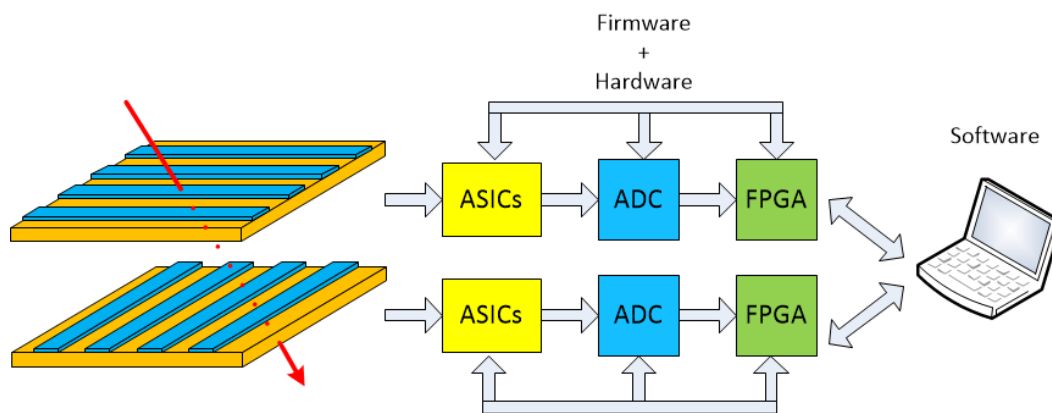 Firmware
+
Hardware
Software
ASICs
ADC
FPGA
ASICs
ADC
FPGA